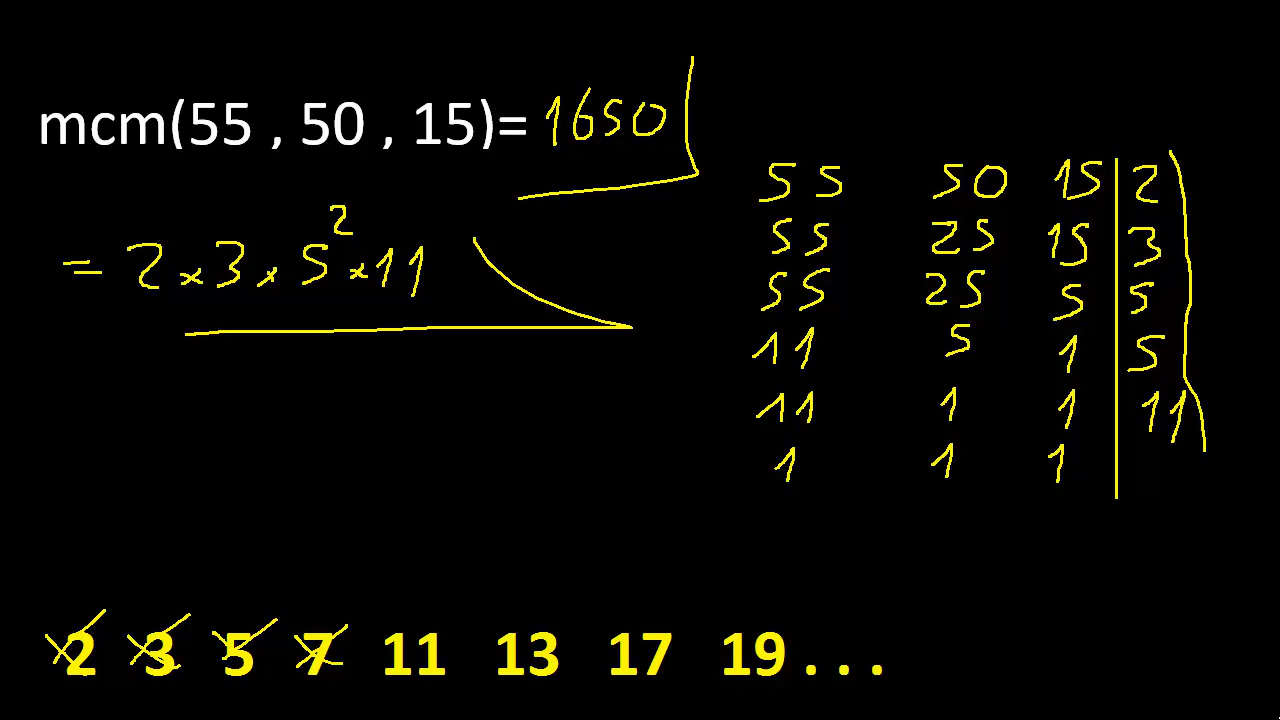 mcm(55 , 50 , 15)= 1650
= 2 × 3 × 5² × 11
55 50 15 | 2
55 25 15 | 3
55 25 5 | 5
11 5 1 | 5
11 1 1 | 11
1 1 1 |
2 3 5 7 11 13 17 19 . . .